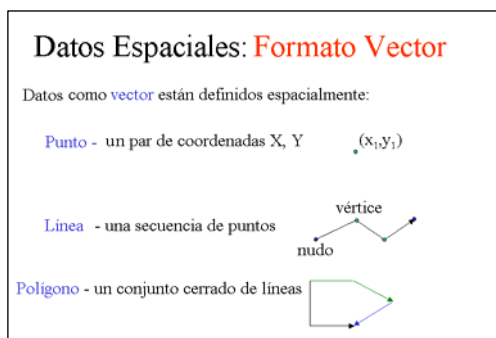 Datos Espaciales: Formato Vector
Datos como vector están definidos espacialmente:
Punto - un par de coordenadas X, Y
(x₁,y₁)
vértice
Línea - una secuencia de puntos
nudo
Polígono - un conjunto cerrado de líneas